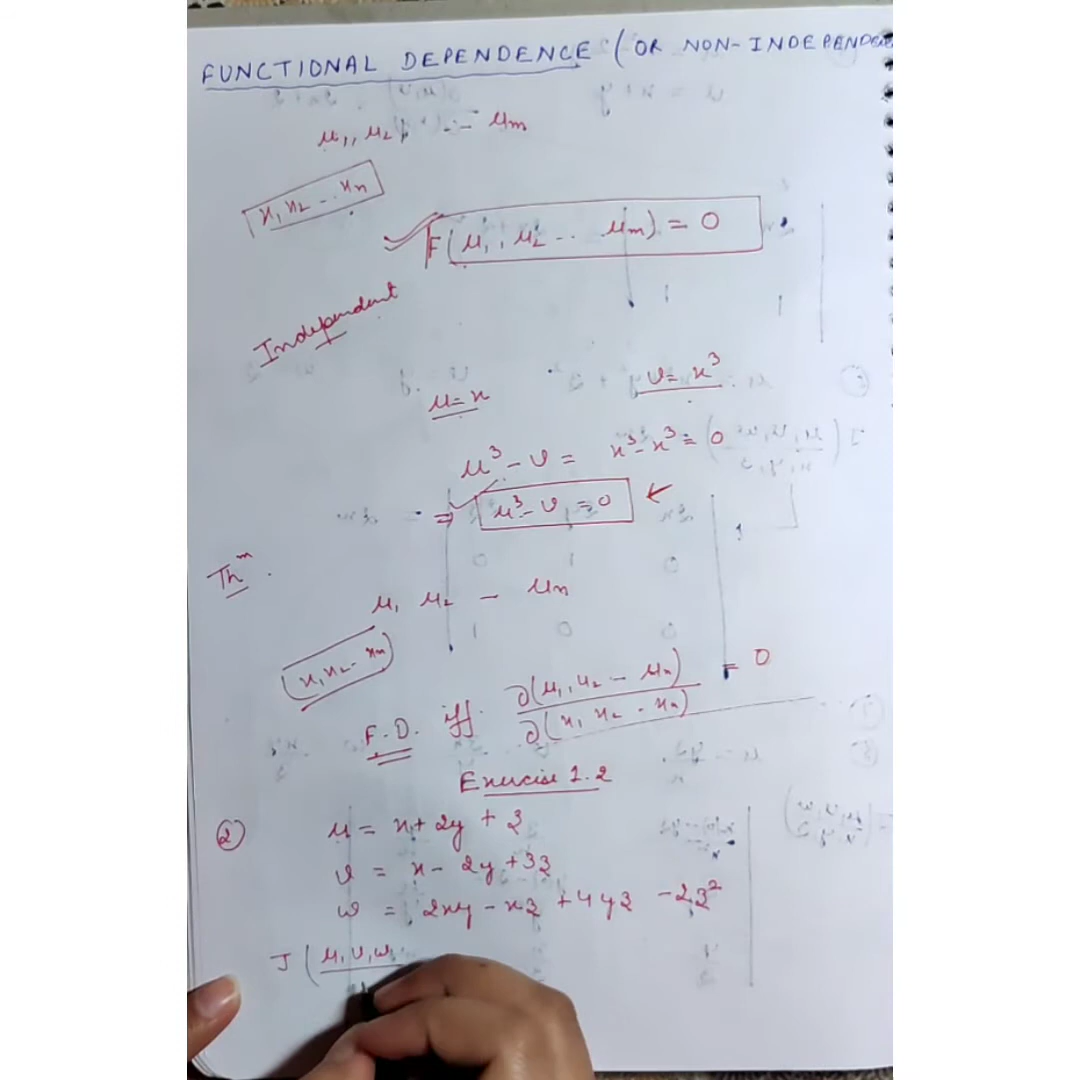 FUNCTIONAL DEPENDENCE (OR NON-INDEPENDE
u₁, u₂, -- uₘ
x₁ x₂ -.. xₙ
F(u₁, u₂ -. uₘ) = 0
Independent
u = x v = x³
u³ - v = x³ - x³ = 0
⇒ u³ - v = 0 ←
Thᵐ.
u₁ u₂ - uₙ
(x₁ x₂ - xₙ)
F.D. iff. ∂(u₁, u₂ - uₙ) / ∂(x₁ x₂ - xₙ) = 0
Exercise 1.2
② u = x + 2y + z
v = x - 2y + 3z
w = 2xy - xz + 4yz - 2z²
J (u, v, w